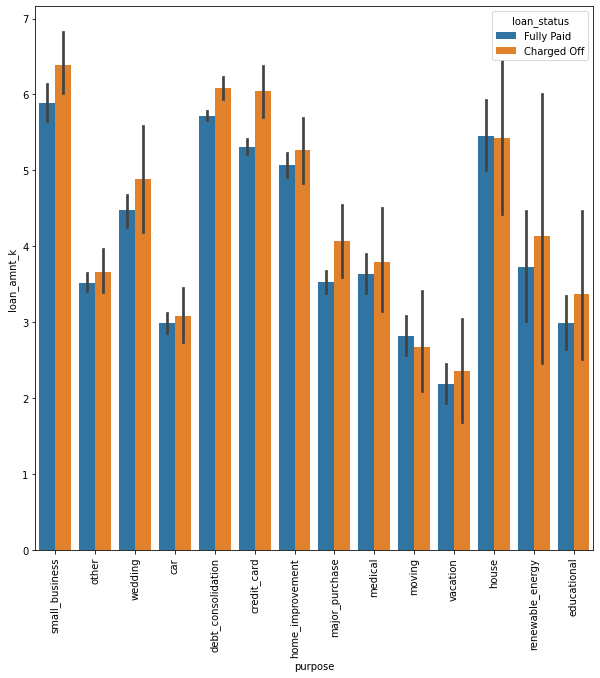 loan_status
Fully Paid
Charged Off
7
6
5
4
3
2
1
0
loan_amnt_k
small_business
other
wedding
car
debt_consolidation
credit_card
home_improvement
major_purchase
medical
moving
vacation
house
renewable_energy
educational
purpose